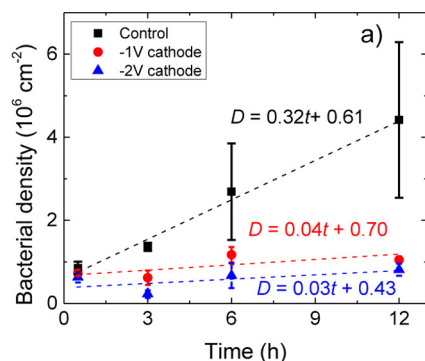 Control
-1V cathode
-2V cathode
a)
Bacterial density (10⁶ cm⁻²)
6
4
2
0
D = 0.32t+ 0.61
D = 0.04t + 0.70
D = 0.03t + 0.43
0 3 6 9 12
Time (h)